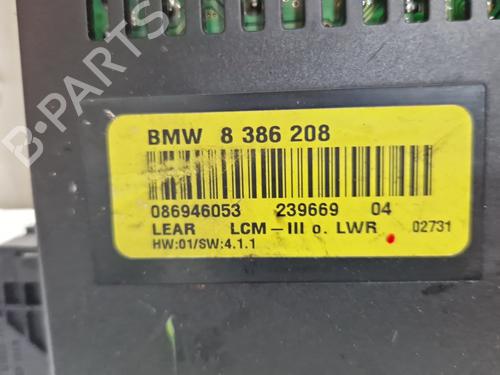 BMW 8 386 208
086946053 239669 04
LEAR LCM-III o. LWR 02731
HW:01/SW:4.1.1
B-PARTS